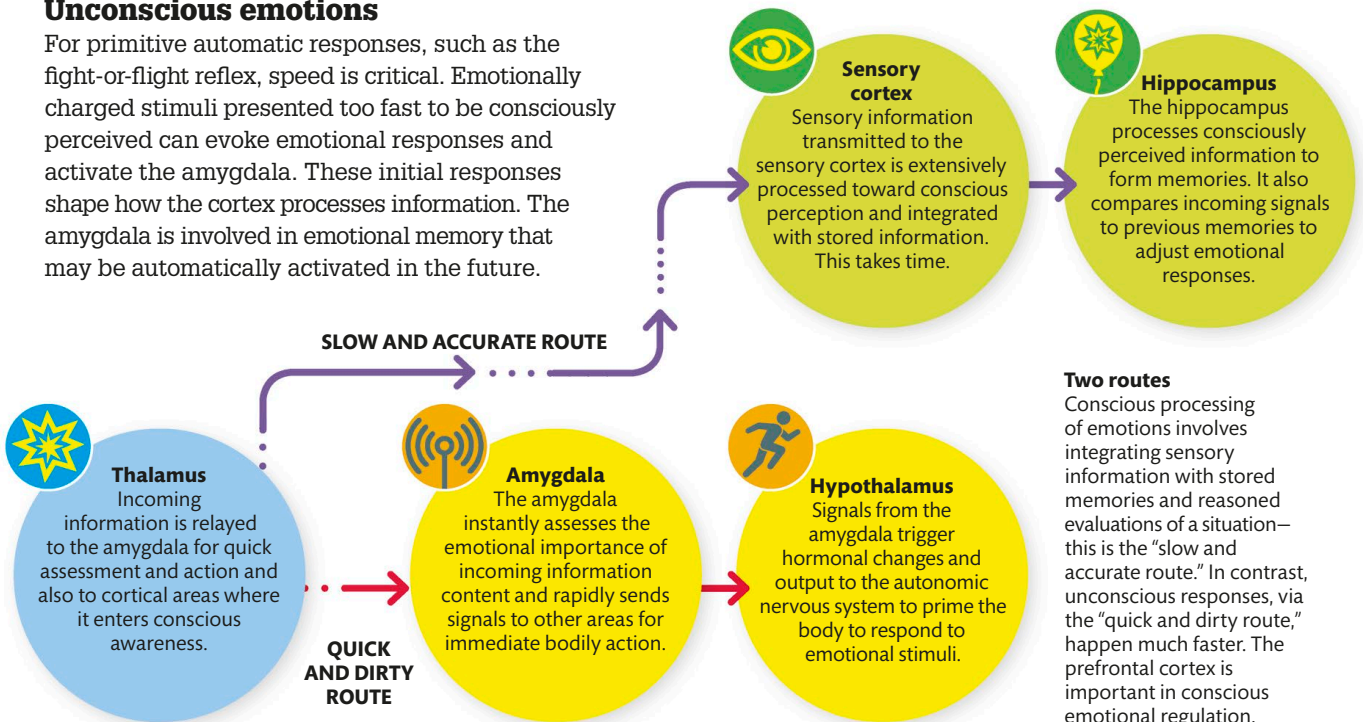 Unconscious emotions
For primitive automatic responses, such as the
fight-or-flight reflex, speed is critical. Emotionally
charged stimuli presented too fast to be consciously
perceived can evoke emotional responses and
activate the amygdala. These initial responses
shape how the cortex processes information. The
amygdala is involved in emotional memory that
may be automatically activated in the future.
Sensory
cortex
Sensory information
transmitted to the
sensory cortex is extensively
processed toward conscious
perception and integrated
with stored information.
This takes time.
Hippocampus
The hippocampus
processes consciously
perceived information to
form memories. It also
compares incoming signals
to previous memories to
adjust emotional
responses.
SLOW AND ACCURATE ROUTE
Thalamus
Incoming
information is relayed
to the amygdala for quick
assessment and action and
also to cortical areas where
it enters conscious
awareness.
QUICK
AND DIRTY
ROUTE
Amygdala
The amygdala
instantly assesses the
emotional importance of
incoming information
content and rapidly sends
signals to other areas for
immediate bodily action.
Hypothalamus
Signals from the
amygdala trigger
hormonal changes and
output to the autonomic
nervous system to prime the
body to respond to
emotional stimuli.
Two routes
Conscious processing
of emotions involves
integrating sensory
information with stored
memories and reasoned
evaluations of a situation—
this is the “slow and
accurate route.” In contrast,
unconscious responses, via
the “quick and dirty route,”
happen much faster. The
prefrontal cortex is
important in conscious
emotional regulation.